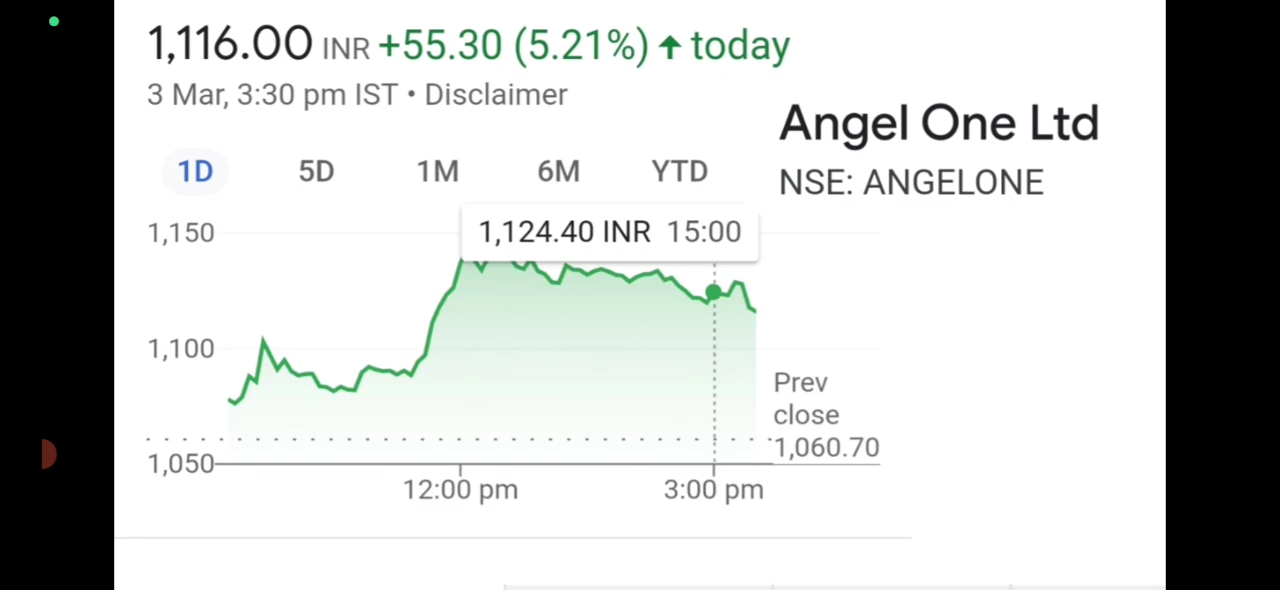 1,116.00 INR +55.30 (5.21%) ↑ today
3 Mar, 3:30 pm IST • Disclaimer
Angel One Ltd
NSE: ANGELONE
1D 5D 1M 6M YTD
1,124.40 INR 15:00
1,150
1,100
1,050
Prev
close
1,060.70
12:00 pm 3:00 pm